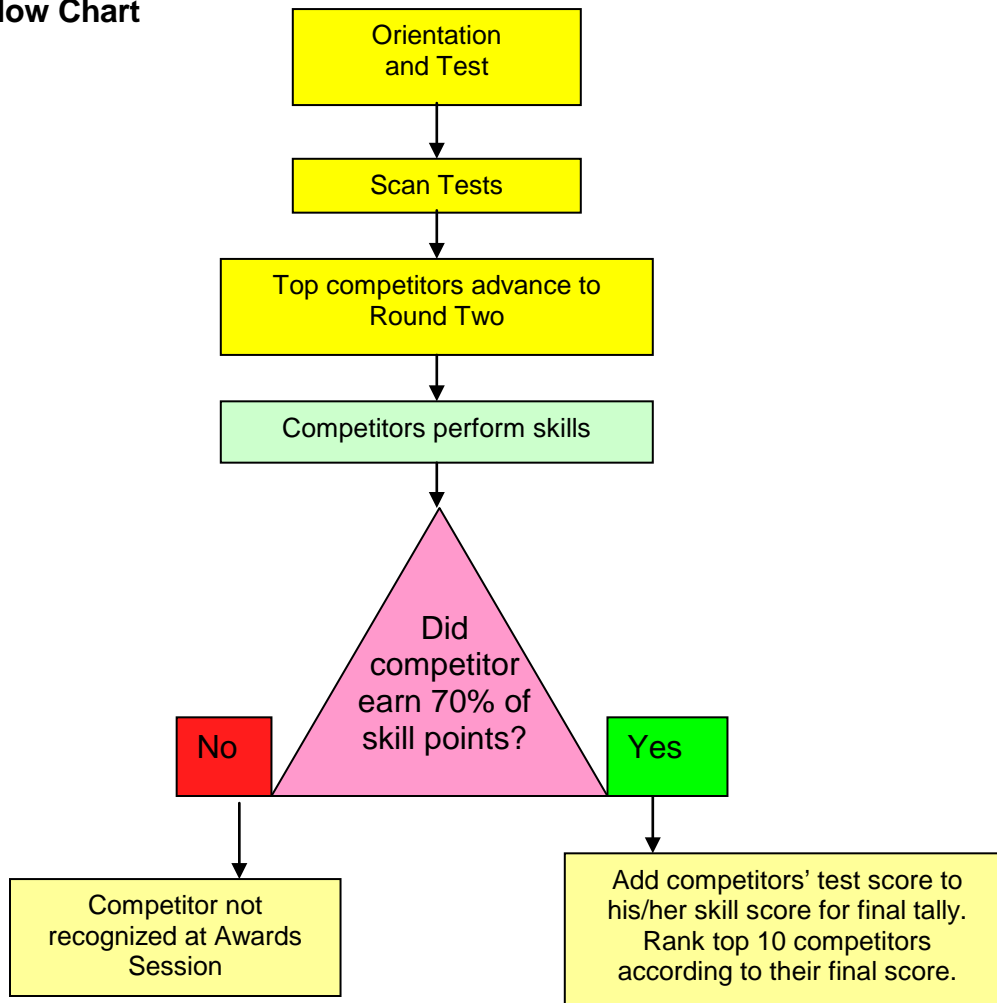 low Chart
Orientation
and Test
Scan Tests
Top competitors advance to
Round Two
Competitors perform skills
Did
competitor
earn 70% of
skill points?
No
Yes
Competitor not
recognized at Awards
Session
Add competitors’ test score to
his/her skill score for final tally.
Rank top 10 competitors
according to their final score.